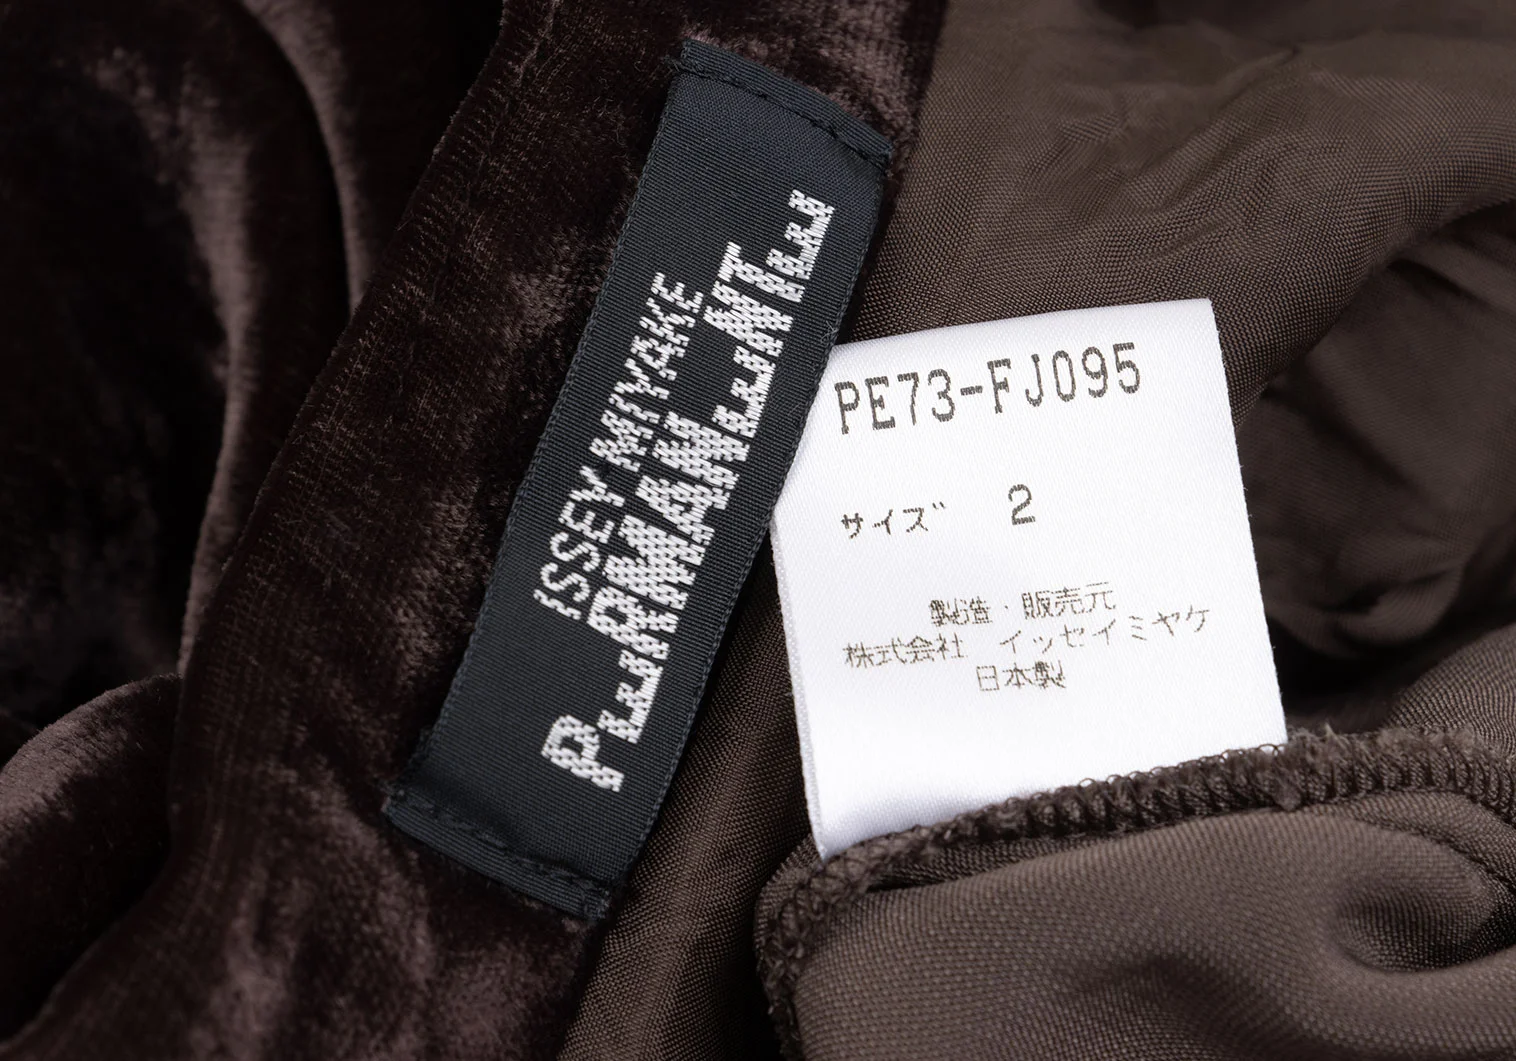 ISSEY MIYAKE
PERMANENTE
PE73-FJ095
サイズ 2
製造・販売元
株式会社 イッセイミヤケ
日本製